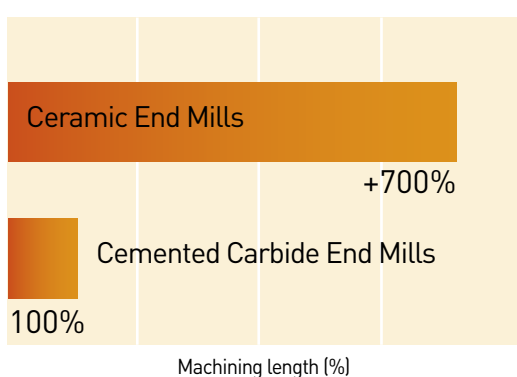 Ceramic End Mills
+700%
Cemented Carbide End Mills
100%
Machining length (%)